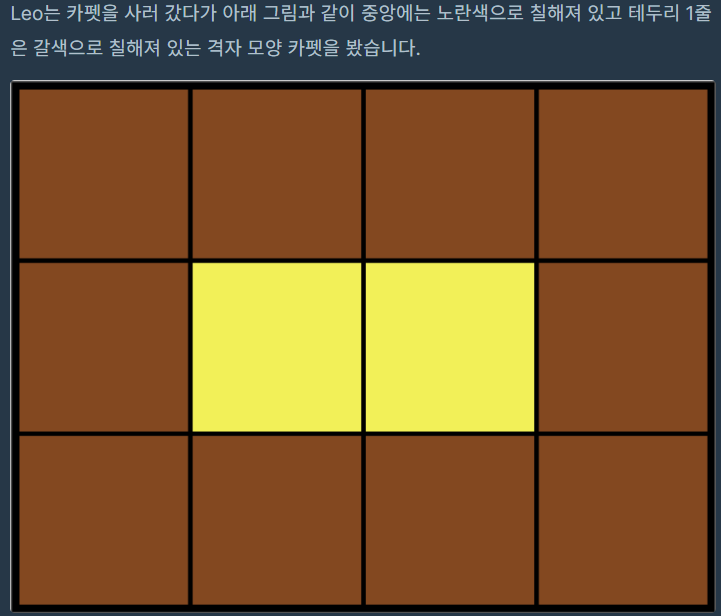 Leo는 카펫을 사러 갔다가 아래 그림과 같이 중앙에는 노란색으로 칠해져 있고 테두리 1줄
은 갈색으로 칠해져 있는 격자 모양 카펫을 봤습니다.